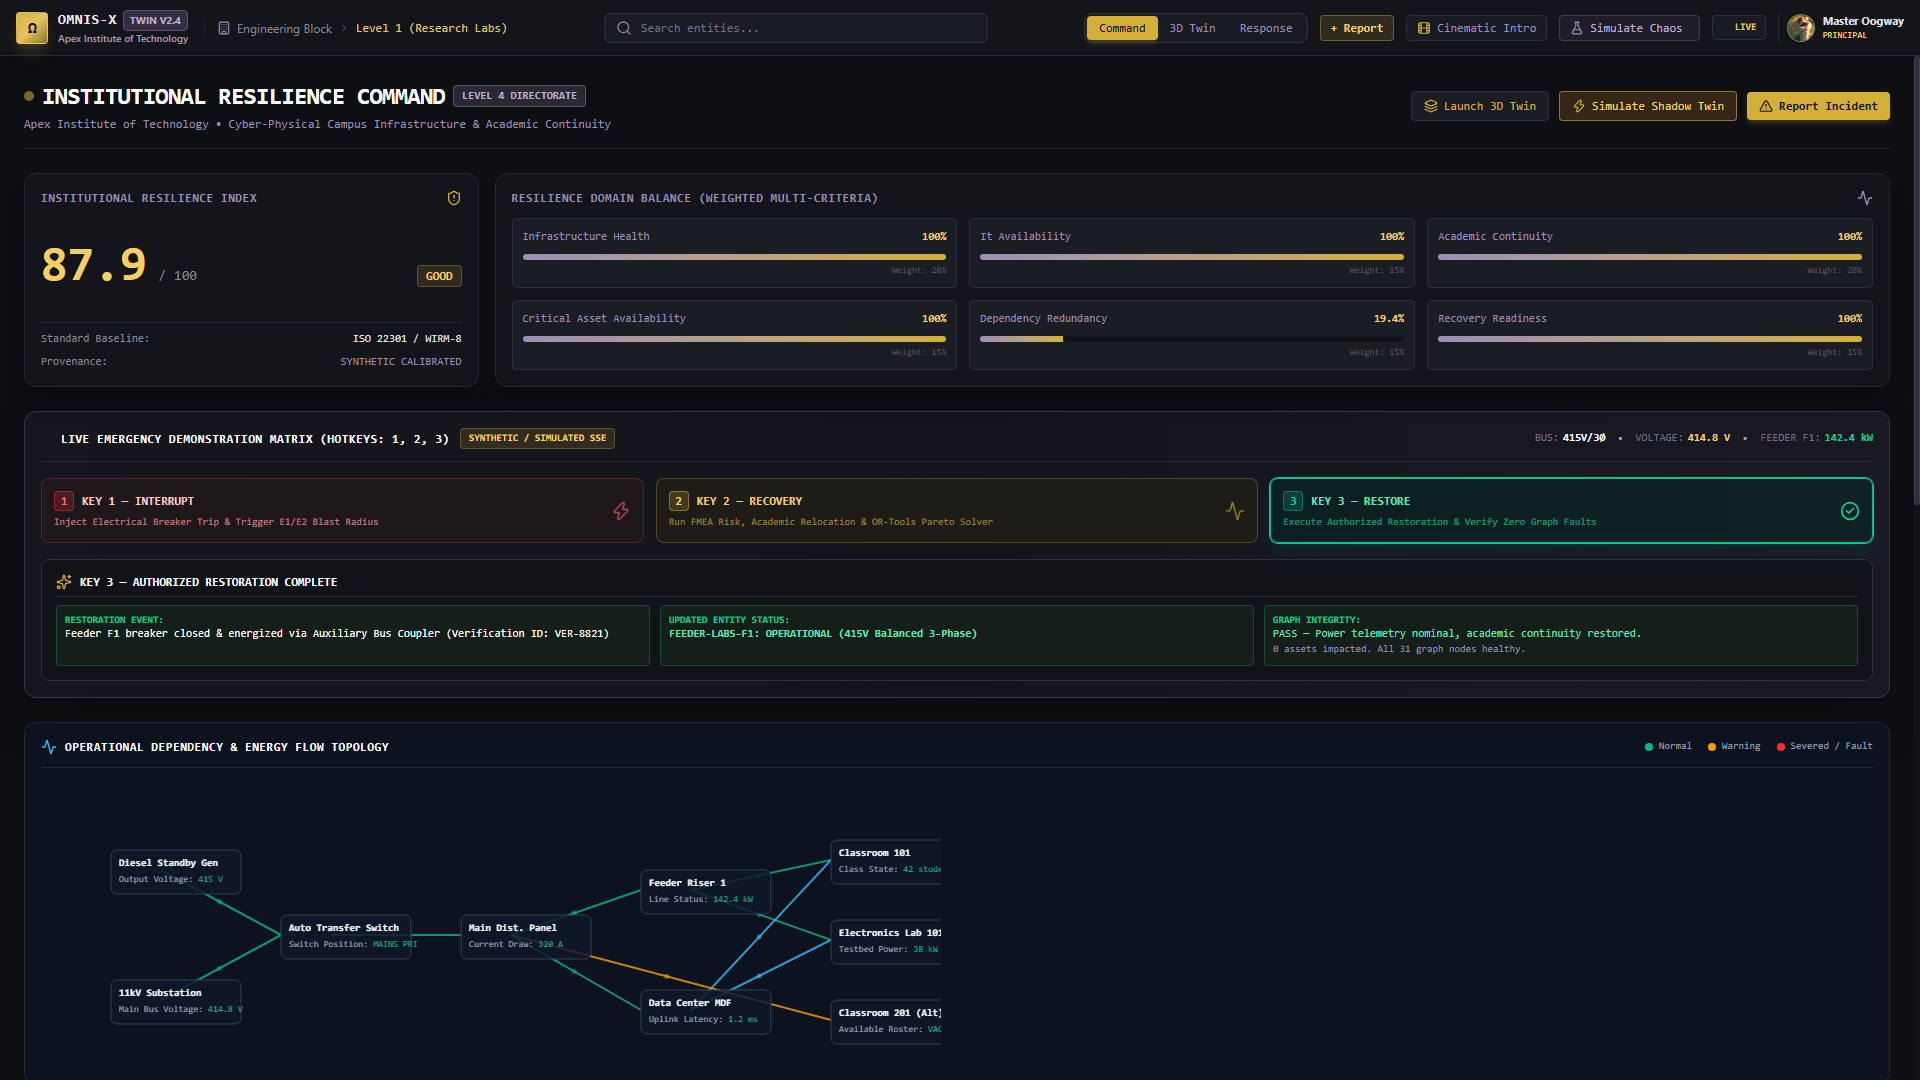 Ω
OMNIS-X
TWIN V2.4
Apex Institute of Technology
Engineering Block
Level 1 (Research Labs)
Search entities...
Command
3D Twin
Response
+ Report
Cinematic Intro
Simulate Chaos
LIVE
Master Oogway
PRINCIPAL
INSTITUTIONAL RESILIENCE COMMAND
LEVEL 4 DIRECTORATE
Apex Institute of Technology • Cyber-Physical Campus Infrastructure & Academic Continuity
Launch 3D Twin
Simulate Shadow Twin
Report Incident
INSTITUTIONAL RESILIENCE INDEX
87.9 / 100
GOOD
Standard Baseline: ISO 22301 / WIRM-8
Provenance: SYNTHETIC CALIBRATED
RESILIENCE DOMAIN BALANCE (WEIGHTED MULTI-CRITERIA)
Infrastructure Health 100%
Weight: 20%
It Availability 100%
Weight: 15%
Academic Continuity 100%
Weight: 20%
Critical Asset Availability 100%
Weight: 15%
Dependency Redundancy 19.4%
Weight: 15%
Recovery Readiness 100%
Weight: 15%
LIVE EMERGENCY DEMONSTRATION MATRIX (HOTKEYS: 1, 2, 3)
SYNTHETIC / SIMULATED SSE
BUS: 415V/3Ø • VOLTAGE: 414.8 V • FEEDER F1: 142.4 kW
1 KEY 1 — INTERRUPT
Inject Electrical Breaker Trip & Trigger E1/E2 Blast Radius
2 KEY 2 — RECOVERY
Run FMEA Risk, Academic Relocation & OR-Tools Pareto Solver
3 KEY 3 — RESTORE
Execute Authorized Restoration & Verify Zero Graph Faults
KEY 3 — AUTHORIZED RESTORATION COMPLETE
RESTORATION EVENT:
Feeder F1 breaker closed & energized via Auxiliary Bus Coupler (Verification ID: VER-8821)
UPDATED ENTITY STATUS:
FEEDER-LABS-F1: OPERATIONAL (415V Balanced 3-Phase)
GRAPH INTEGRITY:
PASS — Power telemetry nominal, academic continuity restored.
0 assets impacted. All 31 graph nodes healthy.
OPERATIONAL DEPENDENCY & ENERGY FLOW TOPOLOGY
Normal
Warning
Severed / Fault
Diesel Standby Gen
Output Voltage: 415 V
11kV Substation
Main Bus Voltage: 414.8 V
Auto Transfer Switch
Switch Position: MAINS PRI
Main Dist. Panel
Current Draw: 320 A
Feeder Riser 1
Line Status: 142.4 kW
Data Center MDF
Uplink Latency: 1.2 ms
Classroom 101
Class State: 42 stude
Electronics Lab 101
Testbed Power: 38 kW
Classroom 201 (Alt)
Available Roster: VAC